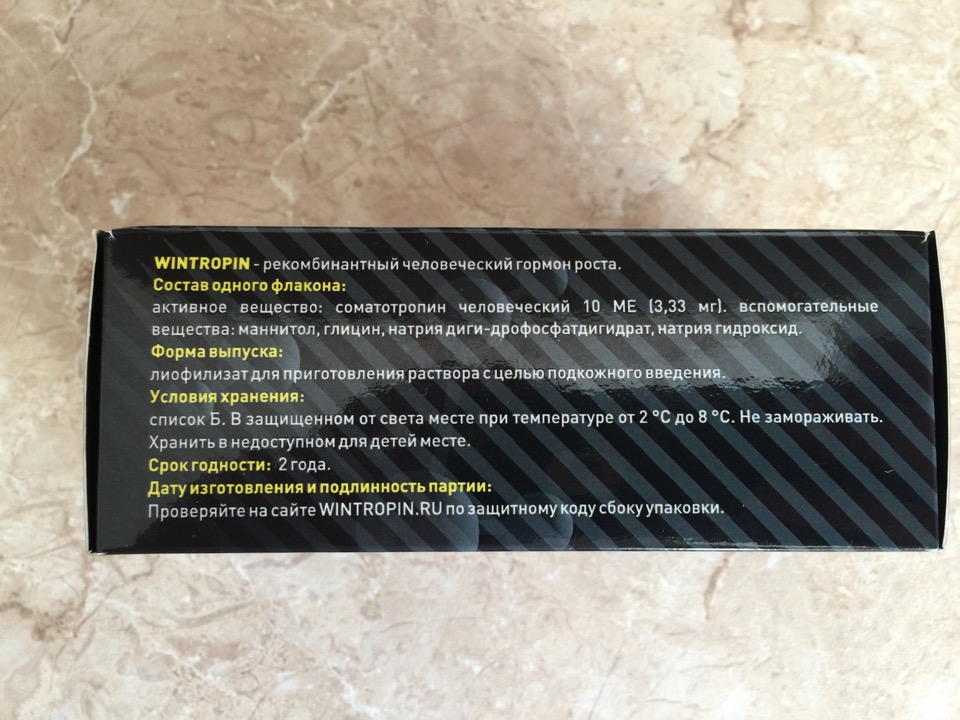 WINTROPIN - рекомбинантный человеческий гормон роста.
Состав одного флакона:
активное вещество: соматотропин человеческий 10 МЕ (3,33 мг). вспомогательные
вещества: маннитол, глицин, натрия диги-дрофосфатдигидрат, натрия гидроксид.
Форма выпуска:
лиофилизат для приготовления раствора с целью подкожного введения.
Условия хранения:
список Б. В защищенном от света месте при температуре от 2 °С до 8 °С. Не замораживать.
Хранить в недоступном для детей месте.
Срок годности: 2 года.
Дату изготовления и подлинность партии:
Проверяйте на сайте WINTROPIN.RU по защитному коду сбоку упаковки.